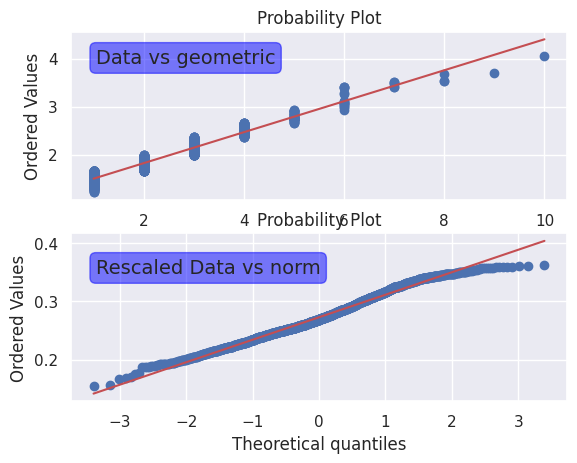 Probability Plot
4
3
2
Ordered Values
Data vs geometric
2
4
6
8
10
Probability Plot
0.4
0.3
0.2
Ordered Values
Rescaled Data vs norm
−3
−2
−1
0
1
2
3
Theoretical quantiles